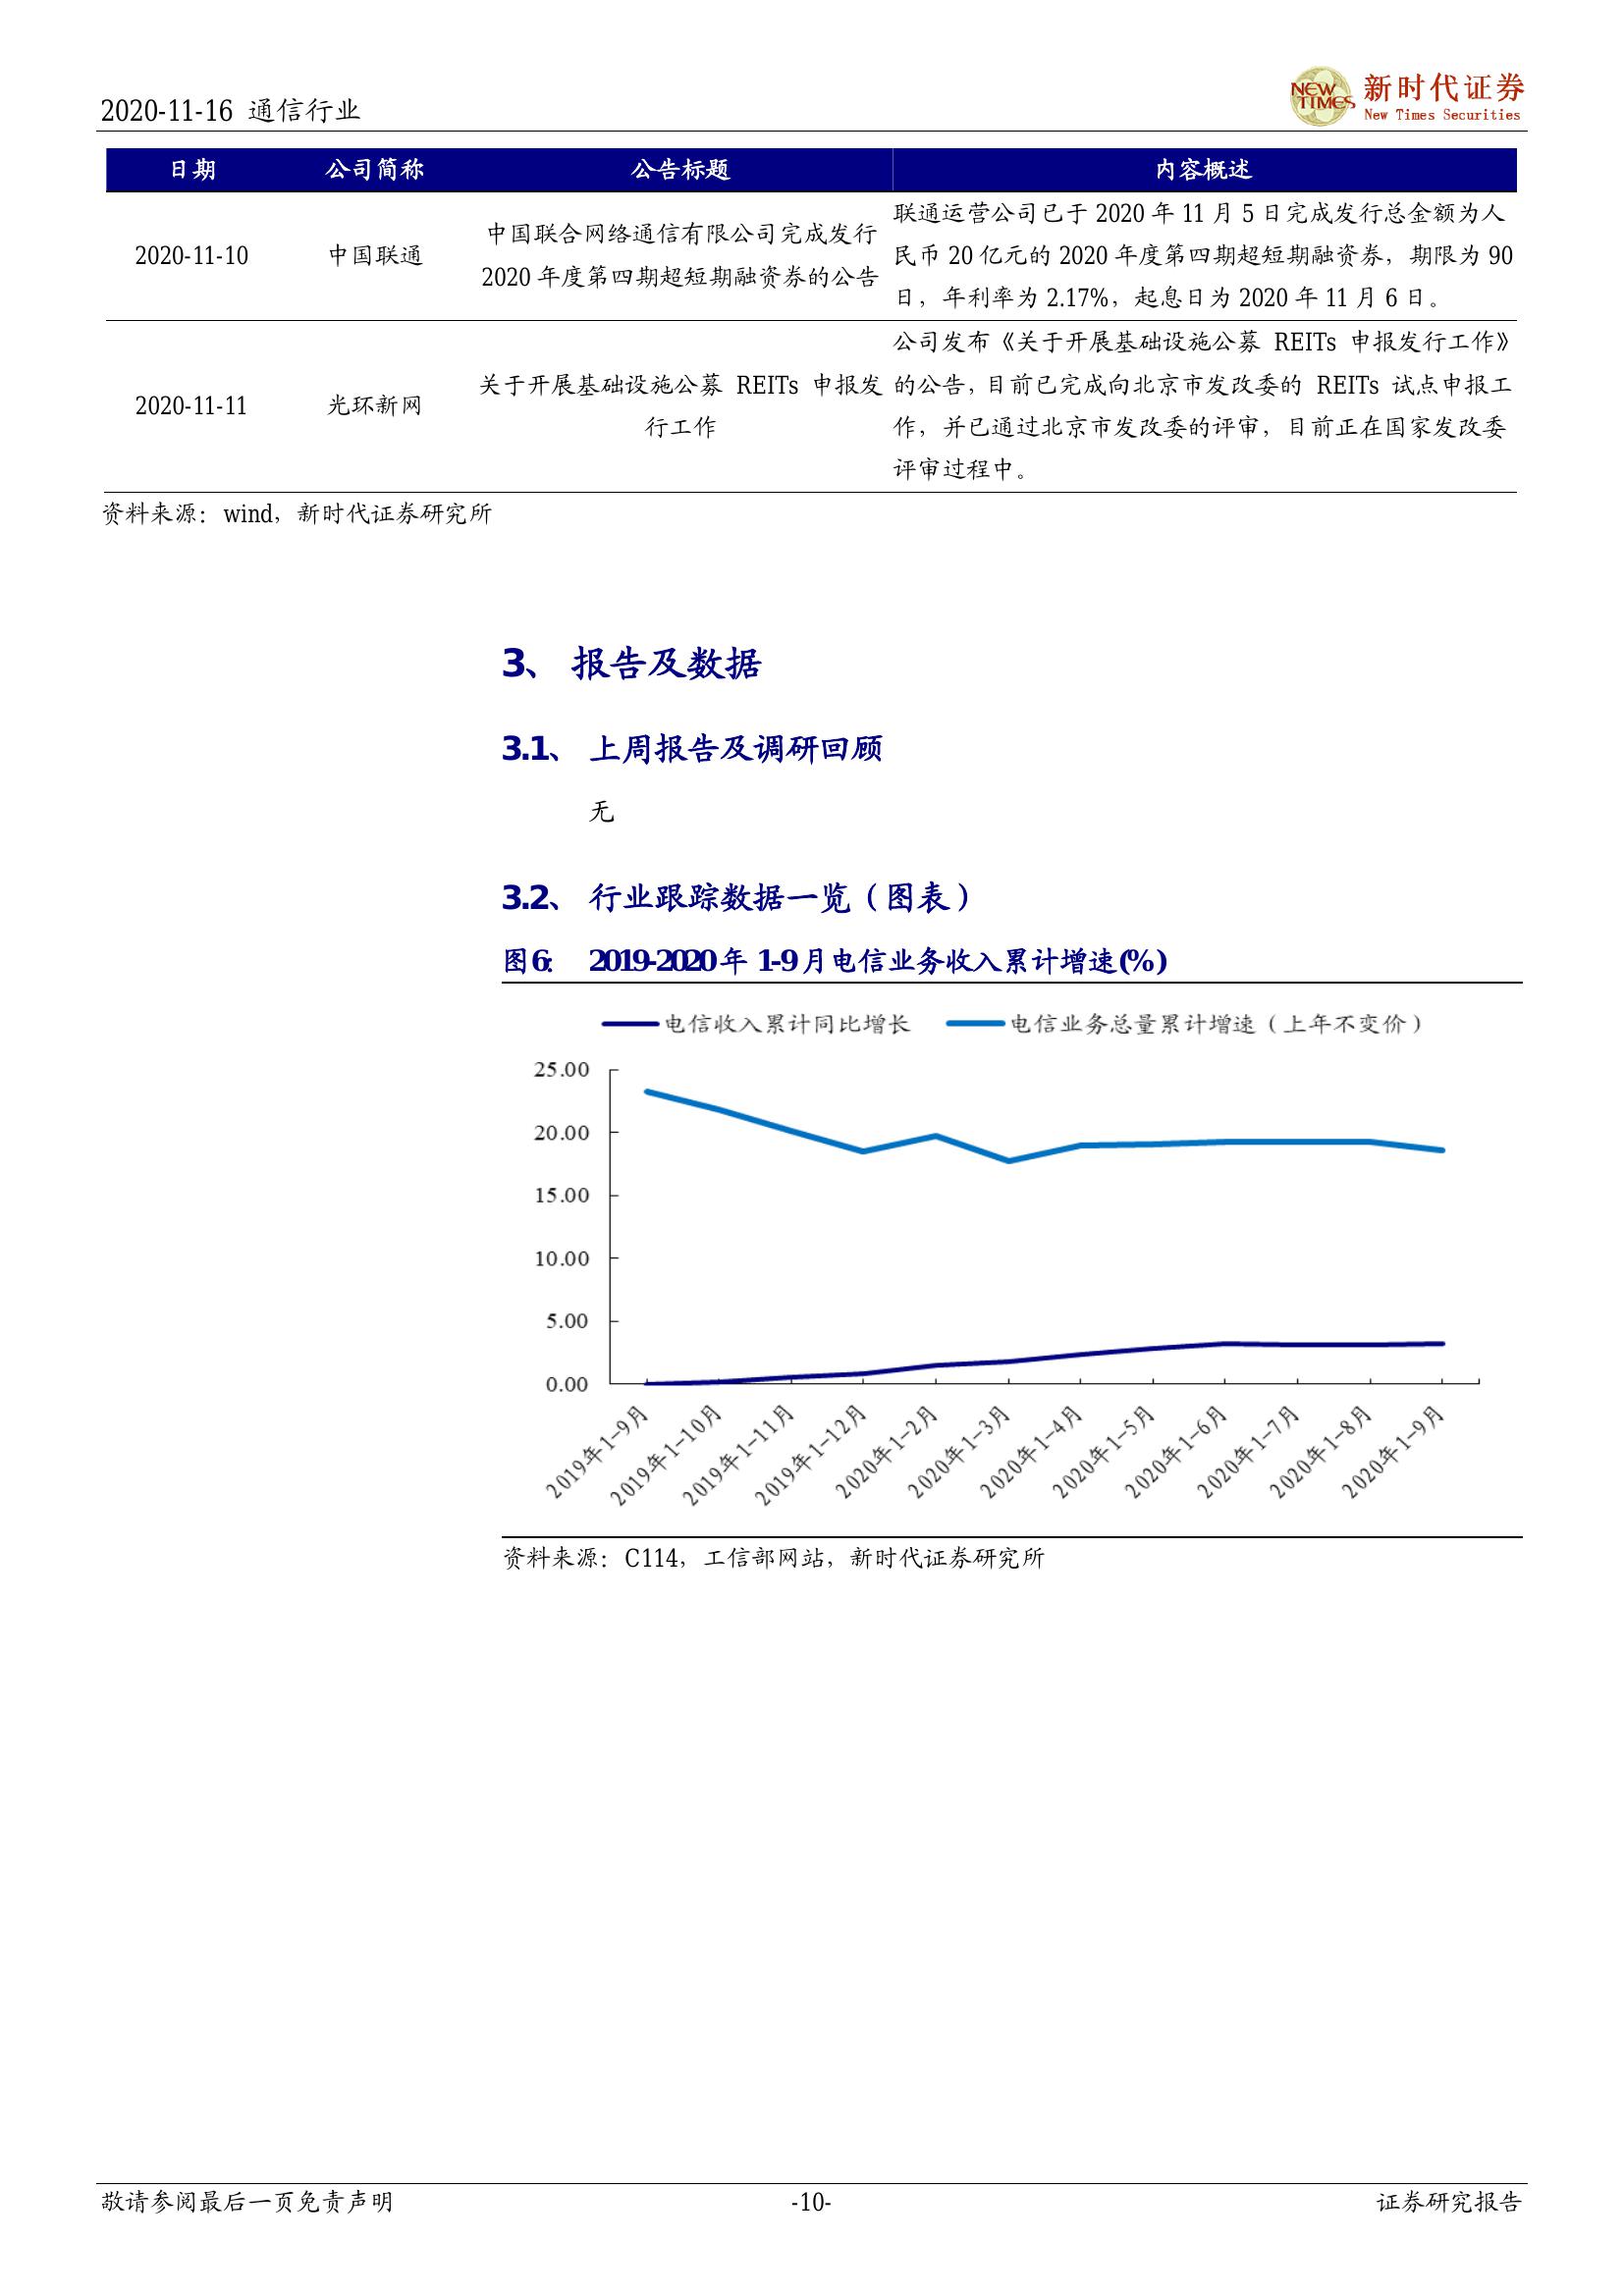 2020-11-16 通信行业
NEW TIMES 新时代证券
New Times Securities
日期 公司简称 公告标题 内容概述
2020-11-10 中国联通 中国联合网络通信有限公司完成发行
2020 年度第四期超短期融资券的公告
联通运营公司已于 2020 年 11 月 5 日完成发行总金额为人
民币 20 亿元的 2020 年度第四期超短期融资券，期限为 90
日，年利率为 2.17%，起息日为 2020 年 11 月 6 日。
2020-11-11 光环新网 关于开展基础设施公募 REITs 申报发
行工作
公司发布《关于开展基础设施公募 REITs 申报发行工作》
的公告，目前已完成向北京市发改委的 REITs 试点申报工
作，并已通过北京市发改委的评审，目前正在国家发改委
评审过程中。
资料来源：wind，新时代证券研究所
3、 报告及数据
3.1、 上周报告及调研回顾
无
3.2、 行业跟踪数据一览（图表）
图6： 2019-2020 年 1-9 月电信业务收入累计增速(%)
电信收入累计同比增长 电信业务总量累计增速（上年不变价）
25.00
20.00
15.00
10.00
5.00
0.00
2019年1-9月
2019年1-10月
2019年1-11月
2019年1-12月
2020年1-2月
2020年1-3月
2020年1-4月
2020年1-5月
2020年1-6月
2020年1-7月
2020年1-8月
2020年1-9月
资料来源：C114，工信部网站，新时代证券研究所
敬请参阅最后一页免责声明 -10- 证券研究报告